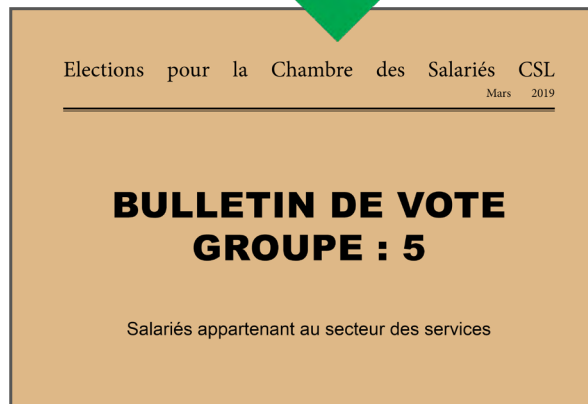 Elections pour la Chambre des Salariés CSL
Mars 2019
BULLETIN DE VOTE
GROUPE : 5
Salariés appartenant au secteur des services